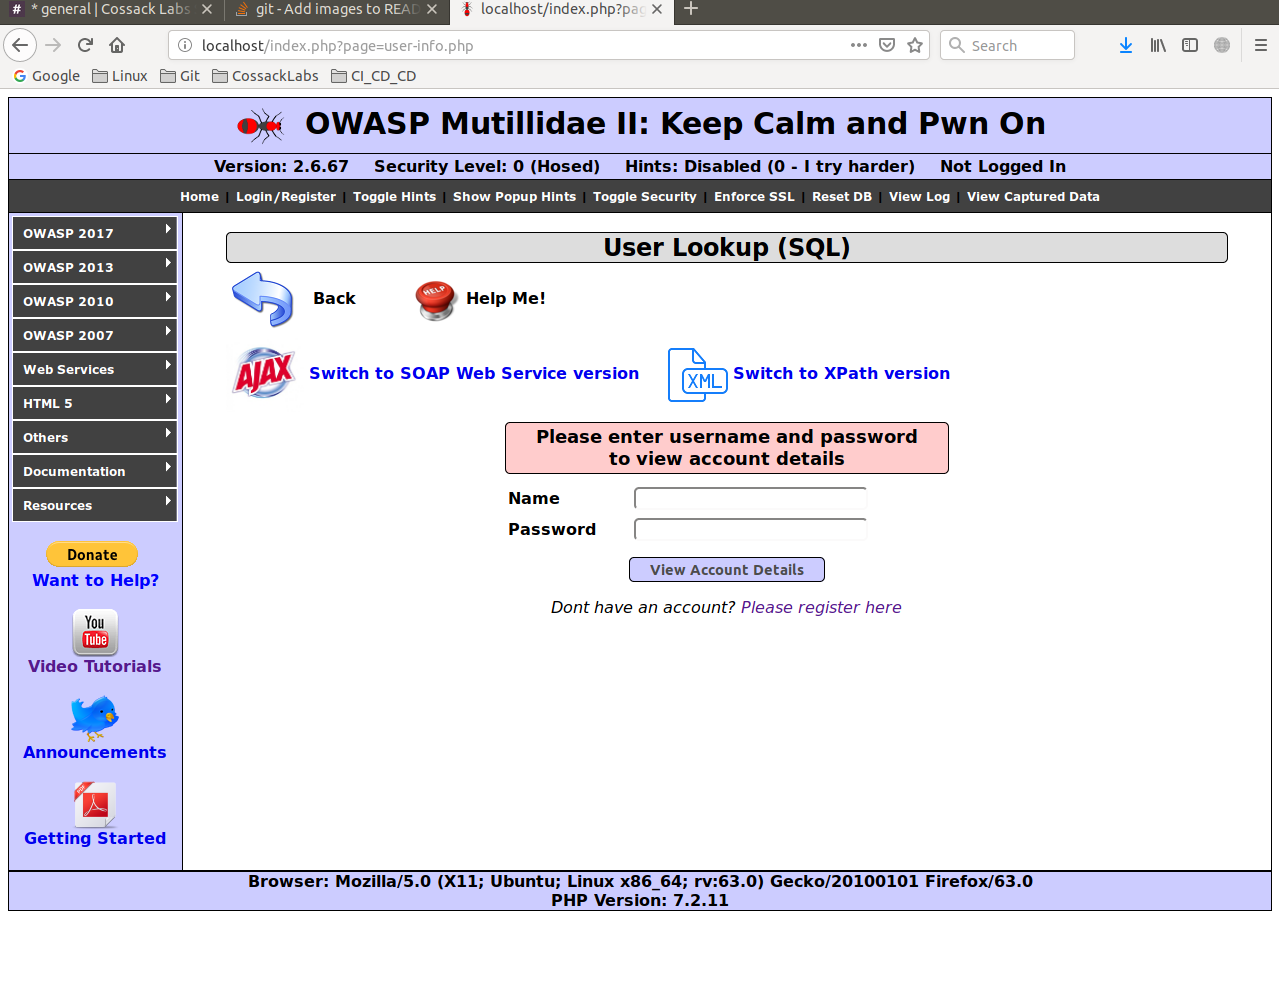 * general | Cossack Labs
git - Add images to READ
localhost/index.php?pag
localhost/index.php?page=user-info.php
Search
Google
Linux
Git
CossackLabs
CI_CD_CD
OWASP Mutillidae II: Keep Calm and Pwn On
Version: 2.6.67 Security Level: 0 (Hosed) Hints: Disabled (0 - I try harder) Not Logged In
Home | Login/Register | Toggle Hints | Show Popup Hints | Toggle Security | Enforce SSL | Reset DB | View Log | View Captured Data
OWASP 2017
OWASP 2013
OWASP 2010
OWASP 2007
Web Services
HTML 5
Others
Documentation
Resources
Donate
Want to Help?
You
Tube
Video Tutorials
Announcements
PDF
Getting Started
User Lookup (SQL)
Back
HELP
Help Me!
AJAX
Switch to SOAP Web Service version
XML
Switch to XPath version
Please enter username and password
to view account details
Name
Password
View Account Details
Dont have an account? Please register here
Browser: Mozilla/5.0 (X11; Ubuntu; Linux x86_64; rv:63.0) Gecko/20100101 Firefox/63.0
PHP Version: 7.2.11